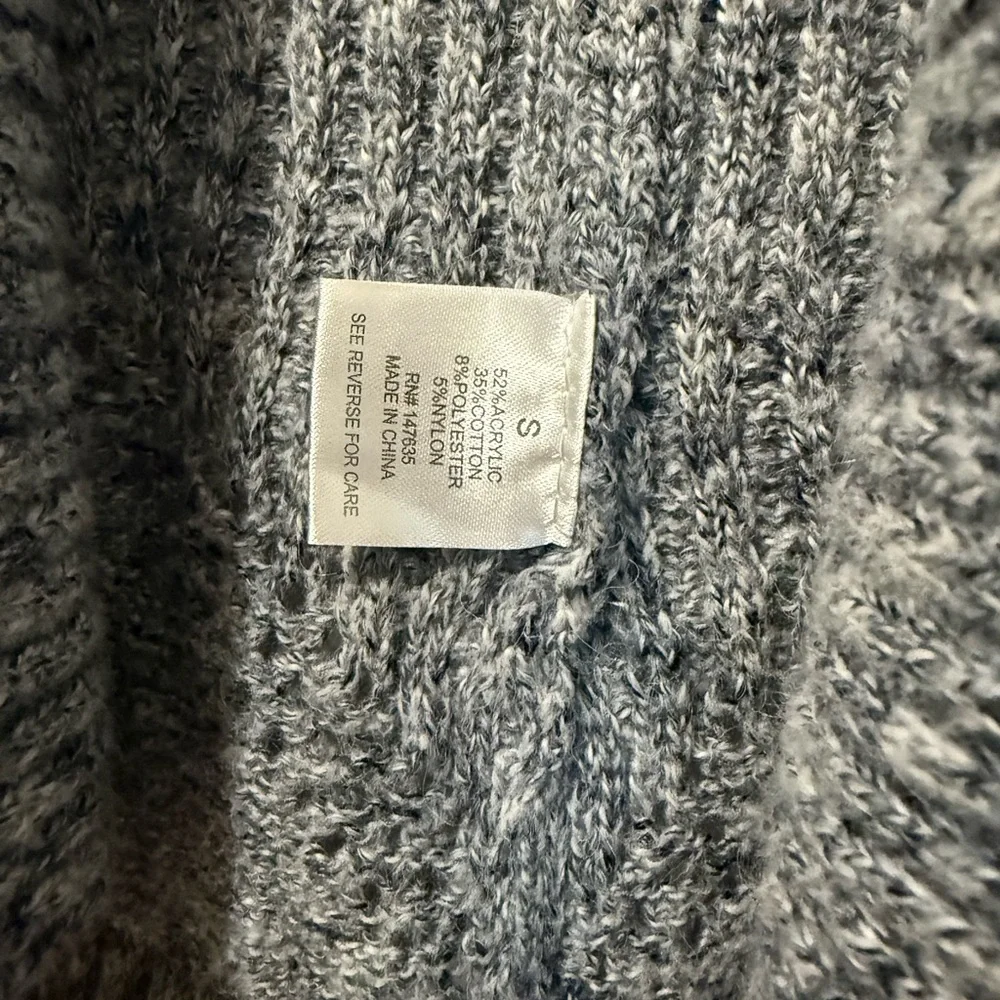 S
52%ACRYLIC
35%COTTON
8%POLYESTER
5%NYLON
RN# 147635
MADE IN CHINA
SEE REVERSE FOR CARE